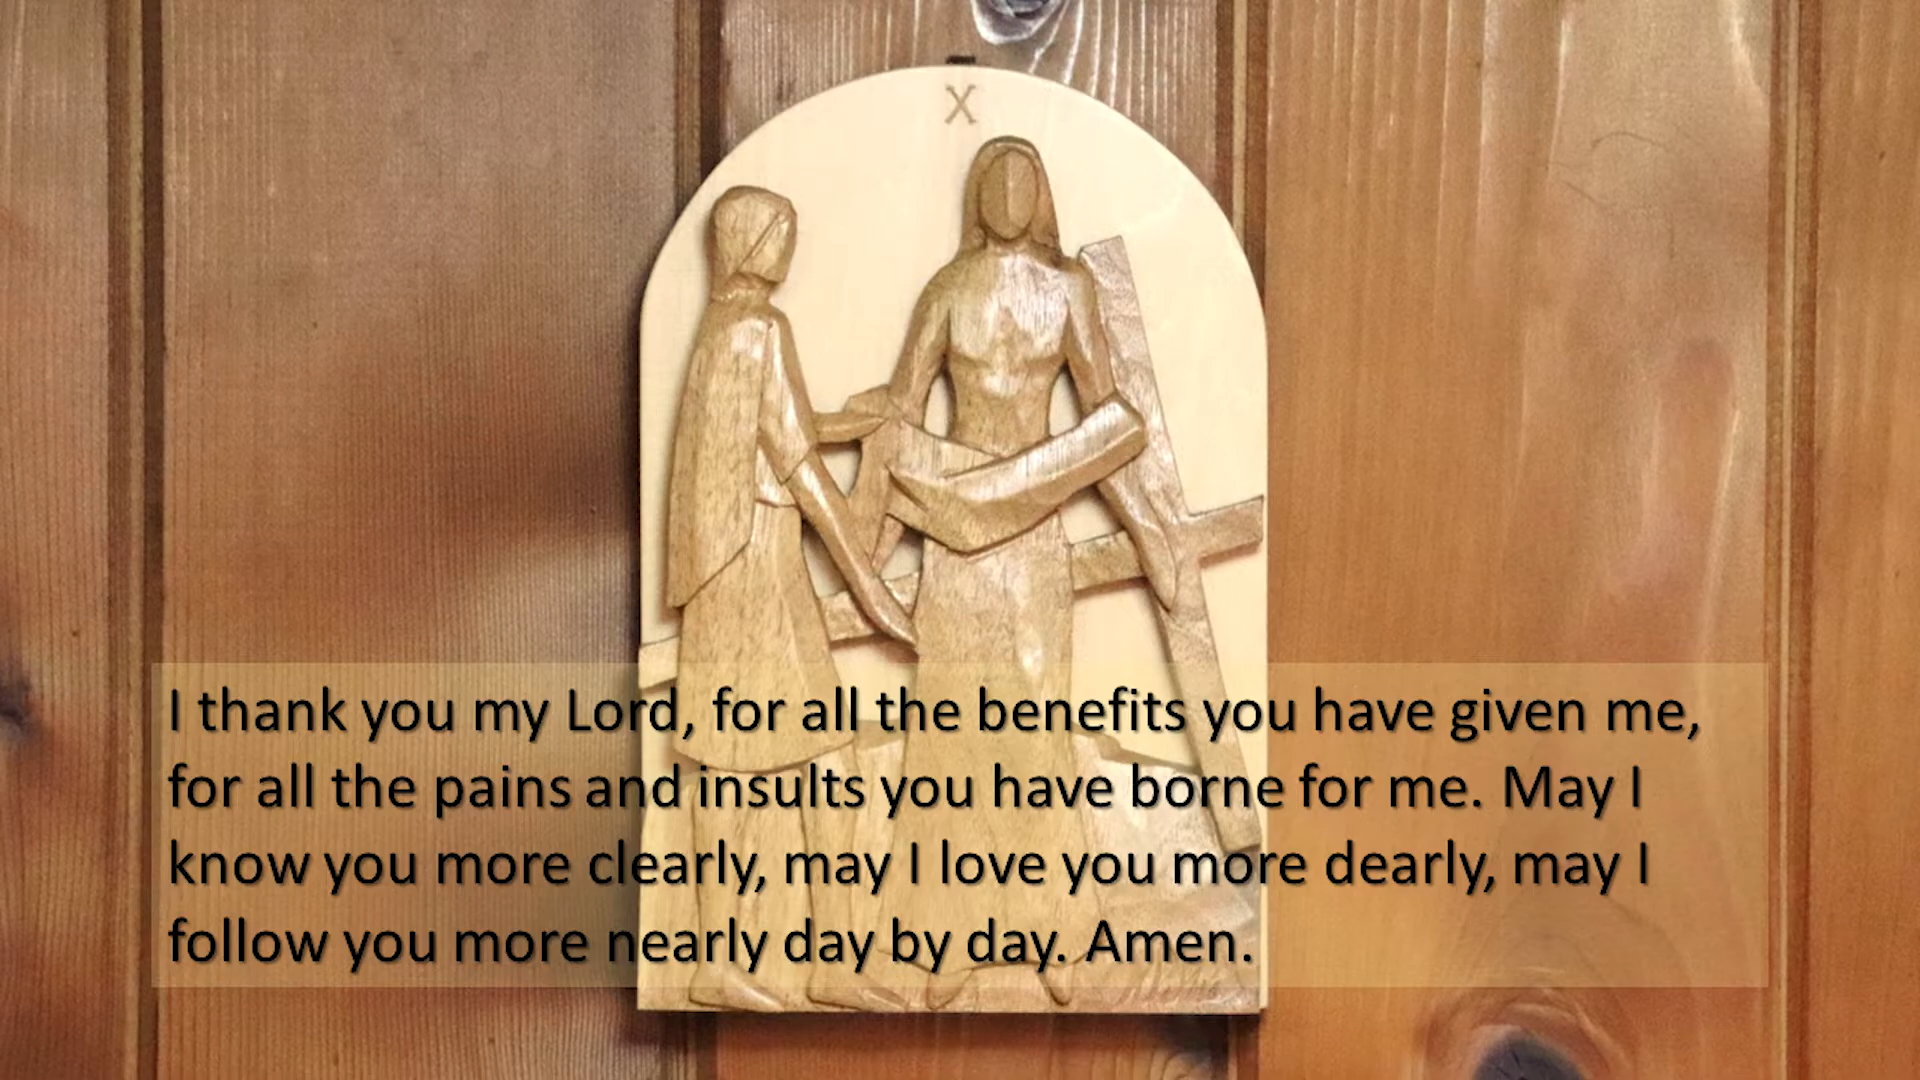 X
I thank you my Lord, for all the benefits you have given me,
for all the pains and insults you have borne for me. May I
know you more clearly, may I love you more dearly, may I
follow you more nearly day by day. Amen.